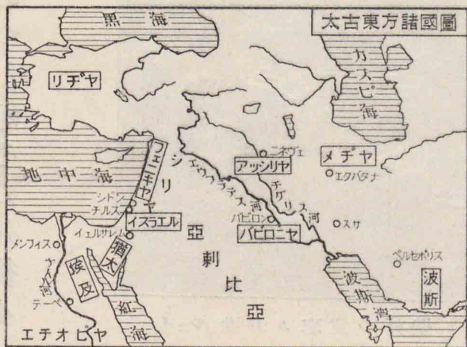 太古東方諸國圖
黒海
カスピ海
リヂヤ
地中海
フェニキヤ
シリヤ
シドン
チルス
イスラエル
イェルサレム
猶太
メンフィス
ナイル河
埃及
テーベ
紅海
エチオピヤ
亞剌比亞
ニネヴェ
アッシリヤ
エウフラテス河
チグリス河
バビロン
バビロニヤ
メヂヤ
エクバタナ
スサ
ペルセポリス
波斯
波斯湾